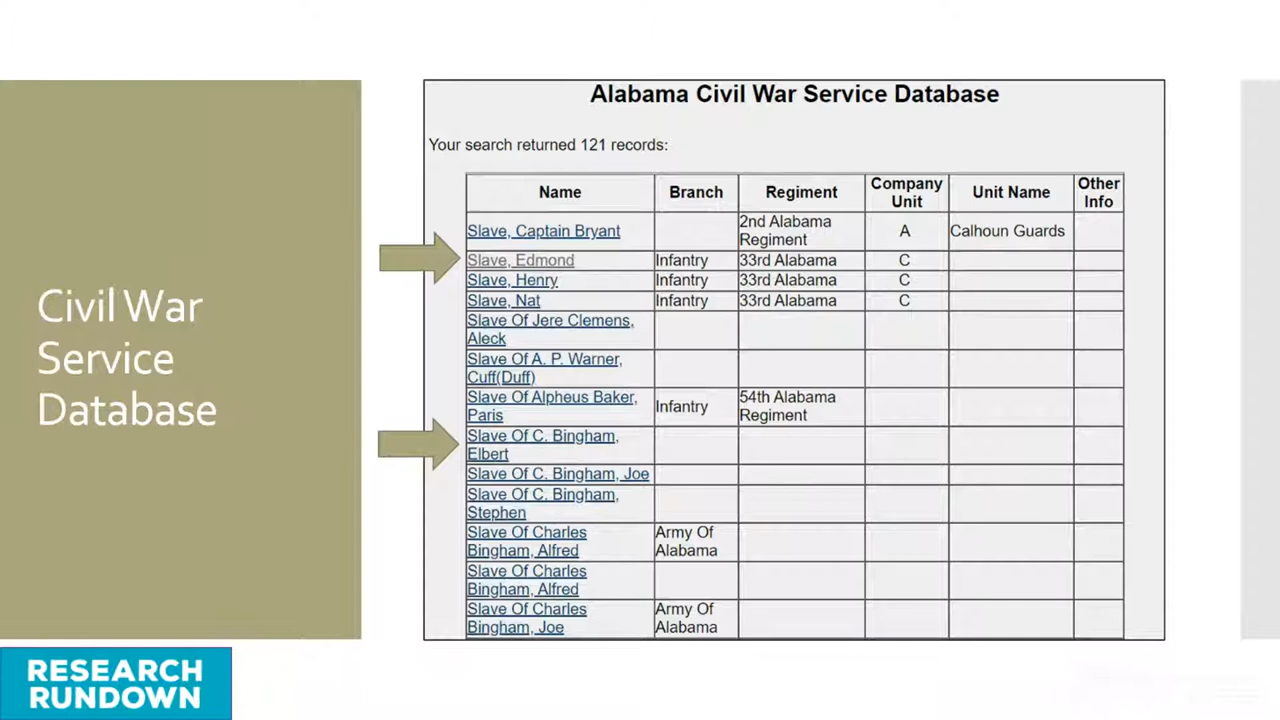 Civil War
Service
Database
Alabama Civil War Service Database
Your search returned 121 records:
Name Branch Regiment Company Unit Unit Name Other Info
Slave, Captain Bryant 2nd Alabama Regiment A Calhoun Guards
Slave, Edmond Infantry 33rd Alabama C
Slave, Henry Infantry 33rd Alabama C
Slave, Nat Infantry 33rd Alabama C
Slave Of Jere Clemens,
Aleck
Slave Of A. P. Warner,
Cuff(Duff)
Slave Of Alpheus Baker,
Paris Infantry 54th Alabama Regiment
Slave Of C. Bingham,
Elbert
Slave Of C. Bingham, Joe
Slave Of C. Bingham,
Stephen
Slave Of Charles
Bingham, Alfred Army Of Alabama
Slave Of Charles
Bingham, Alfred
Slave Of Charles
Bingham, Joe Army Of Alabama
RESEARCH
RUNDOWN